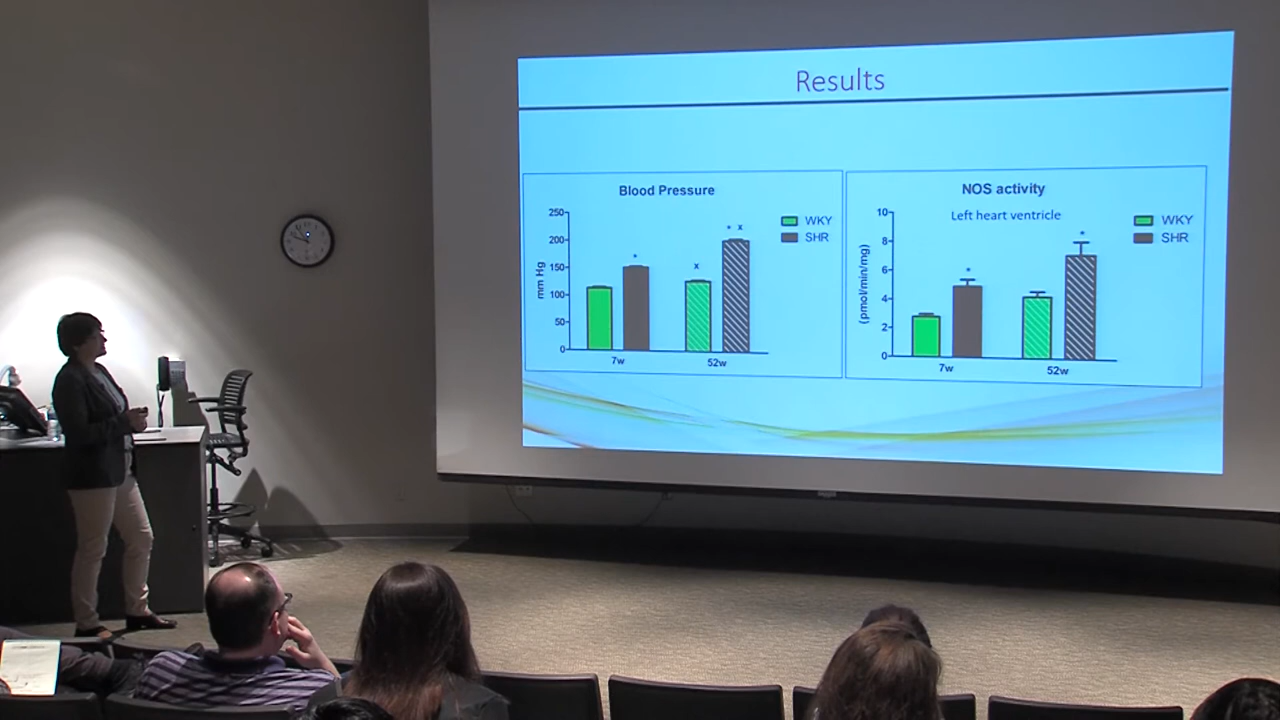 Results
Blood Pressure
250
200
150
100
50
0
mm Hg
*
x
* x
7w
52w
WKY
SHR
NOS activity
Left heart ventricle
10
8
6
4
2
0
(pmol/min/mg)
*
*
7w
52w
WKY
SHR